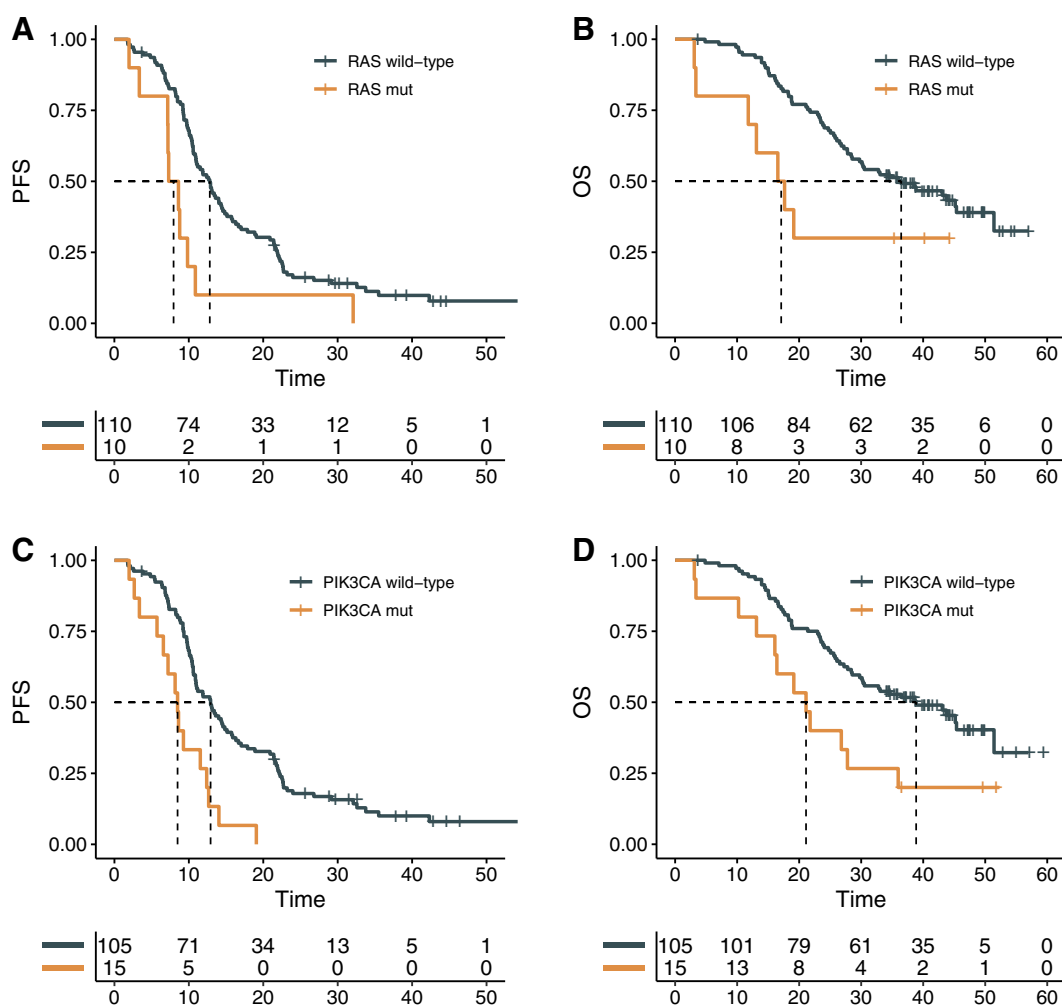 A
B
1.00
0.75
0.50
0.25
0.00
PFS
RAS wild−type
RAS mut
0 10 20 30 40 50
Time
110 74 33 12 5 1
10 2 1 1 0 0
0 10 20 30 40 50
1.00
0.75
0.50
0.25
0.00
OS
RAS wild−type
RAS mut
0 10 20 30 40 50 60
Time
110 106 84 62 35 6 0
10 8 3 3 2 0 0
0 10 20 30 40 50 60
C
D
1.00
0.75
0.50
0.25
0.00
PFS
PIK3CA wild−type
PIK3CA mut
0 10 20 30 40 50
Time
105 71 34 13 5 1
15 5 0 0 0 0
0 10 20 30 40 50
1.00
0.75
0.50
0.25
0.00
OS
PIK3CA wild−type
PIK3CA mut
0 10 20 30 40 50 60
Time
105 101 79 61 35 5 0
15 13 8 4 2 1 0
0 10 20 30 40 50 60